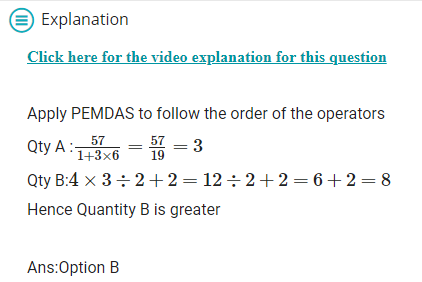 Explanation
Click here for the video explanation for this question
Apply PEMDAS to follow the order of the operators
Qty A : 57/(1+3×6) = 57/19 = 3
Qty B:4 × 3 ÷ 2 + 2 = 12 ÷ 2 + 2 = 6 + 2 = 8
Hence Quantity B is greater
Ans:Option B